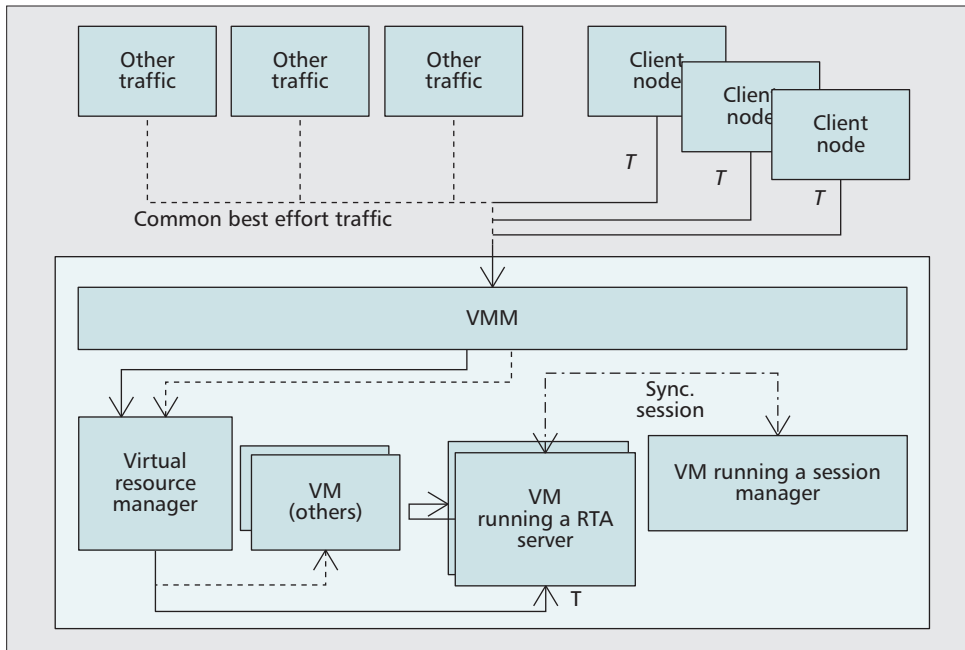 Other
traffic
Other
traffic
Other
traffic
Client
node
Client
node
Client
node
T
T
T
Common best effort traffic
VMM
Sync.
session
Virtual
resource
manager
VM
(others)
VM
running a RTA
server
VM running a session
manager
T